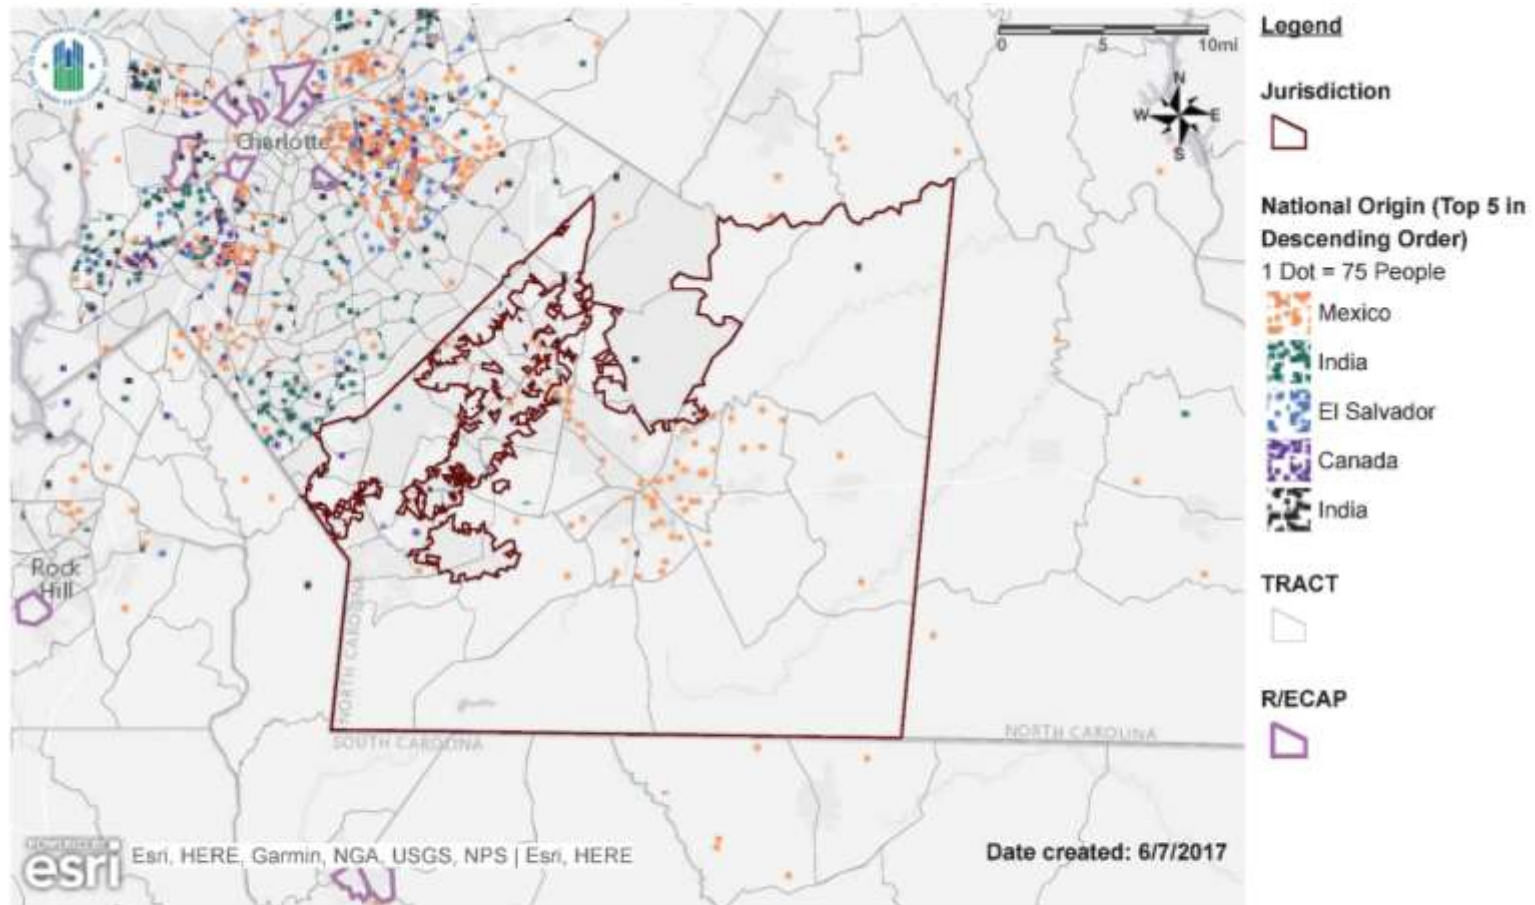 Legend
0 5 10mi
Jurisdiction
N
W E
S
Charlotte
National Origin (Top 5 in
Descending Order)
1 Dot = 75 People
Mexico
India
El Salvador
Canada
India
Rock
Hill
TRACT
R/ECAP
NORTH CAROLINA
SOUTH CAROLINA
NORTH CAROLINA
POWERED BY
esri
Esri, HERE, Garmin, NGA, USGS, NPS | Esri, HERE
Date created: 6/7/2017